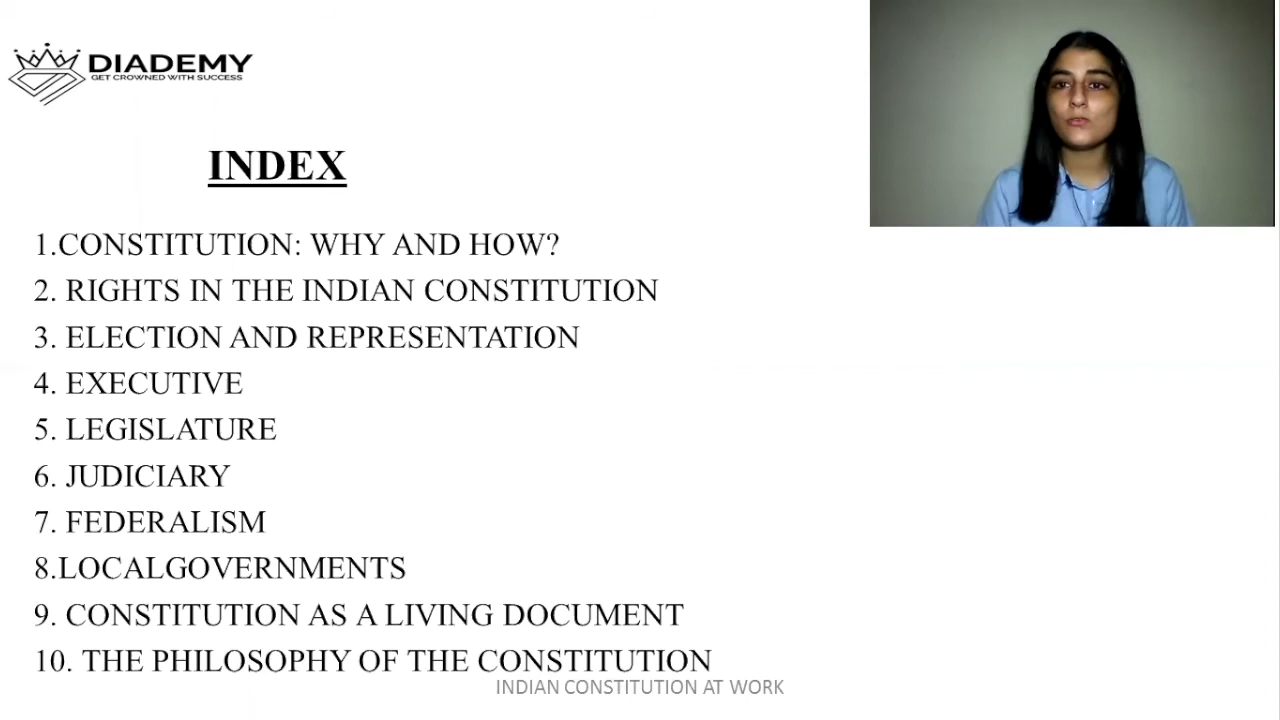 DIADEMY
GET CROWNED WITH SUCCESS
INDEX
1.CONSTITUTION: WHY AND HOW?
2. RIGHTS IN THE INDIAN CONSTITUTION
3. ELECTION AND REPRESENTATION
4. EXECUTIVE
5. LEGISLATURE
6. JUDICIARY
7. FEDERALISM
8.LOCALGOVERNMENTS
9. CONSTITUTION AS A LIVING DOCUMENT
10. THE PHILOSOPHY OF THE CONSTITUTION
INDIAN CONSTITUTION AT WORK